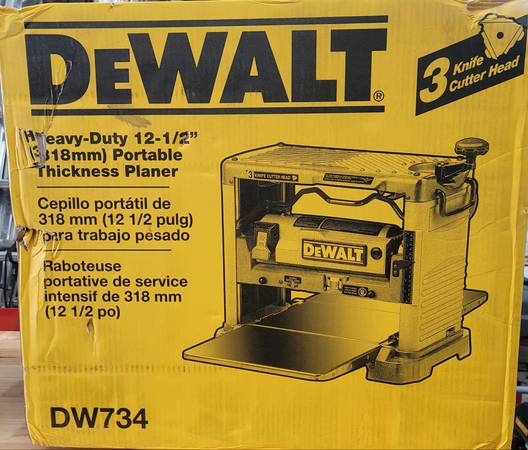 DEWALT®
3 Knife
Cutter Head
Heavy-Duty 12-1/2"
(318mm) Portable
Thickness Planer
Cepillo portátil de
318 mm (12 1/2 pulg)
para trabajo pesado
Raboteuse
portative de service
intensif de 318 mm
(12 1/2 po)
3 KNIFE CUTTER HEAD
DEWALT
DW734